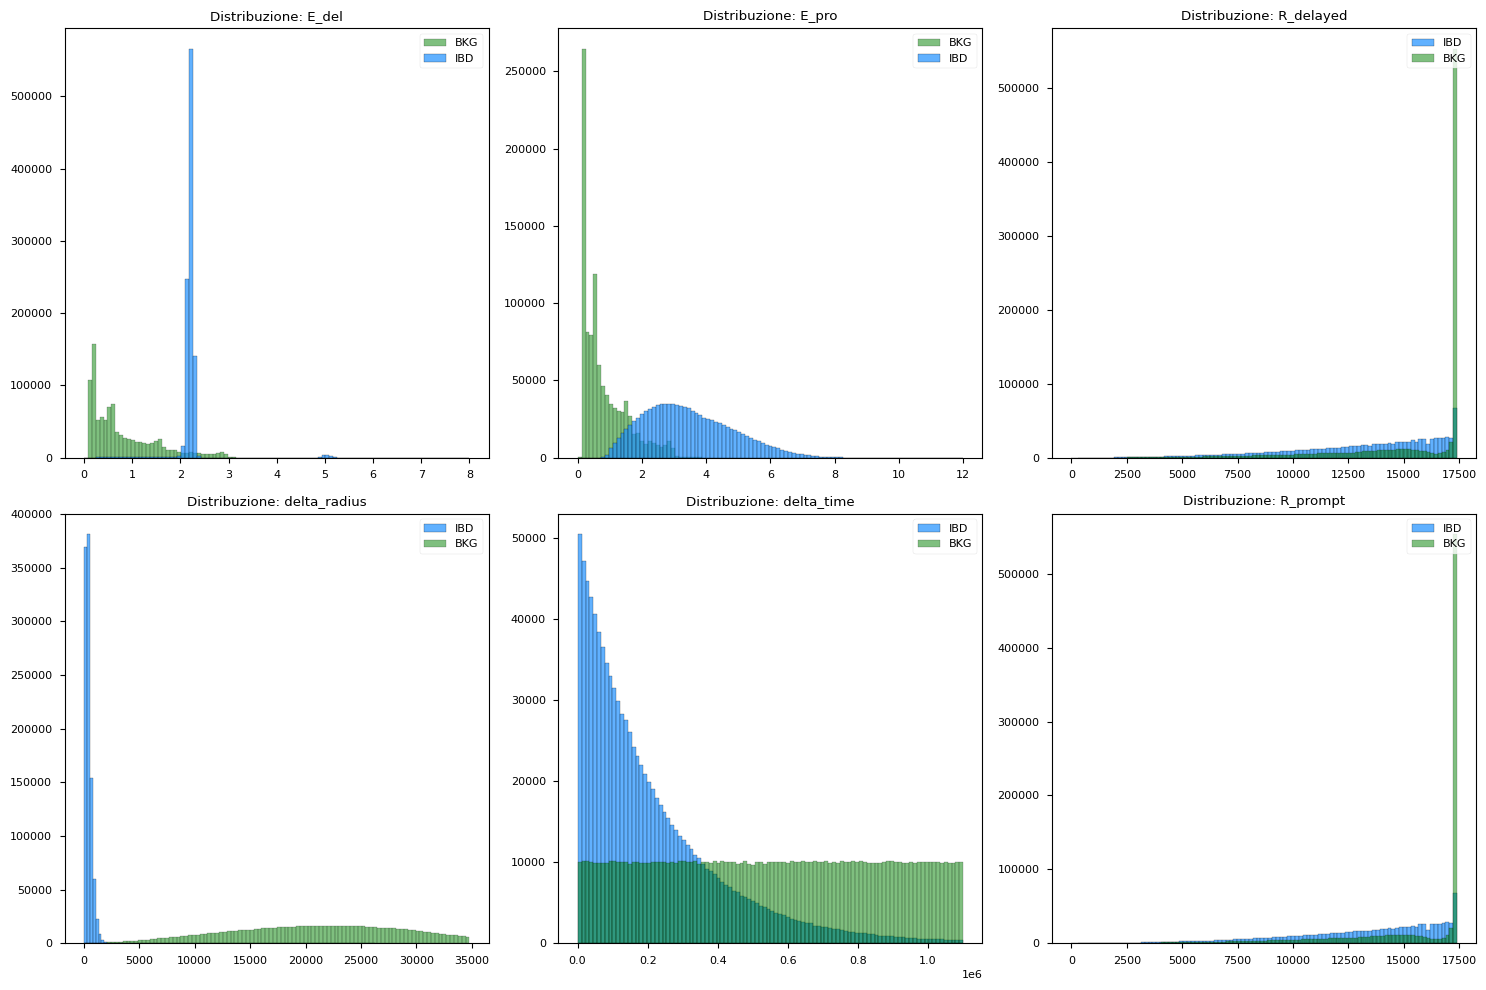 Distribuzione: E_del
BKG
IBD
500000
400000
300000
200000
100000
0
0 1 2 3 4 5 6 7 8
Distribuzione: E_pro
BKG
IBD
250000
200000
150000
100000
50000
0
0 2 4 6 8 10 12
Distribuzione: R_delayed
IBD
BKG
500000
400000
300000
200000
100000
0
0 2500 5000 7500 10000 12500 15000 17500
Distribuzione: delta_radius
IBD
BKG
400000
350000
300000
250000
200000
150000
100000
50000
0
0 5000 10000 15000 20000 25000 30000 35000
Distribuzione: delta_time
IBD
BKG
50000
40000
30000
20000
10000
0
0 0.2 0.4 0.6 0.8 1.0
1e6
Distribuzione: R_prompt
IBD
BKG
500000
400000
300000
200000
100000
0
0 2500 5000 7500 10000 12500 15000 17500